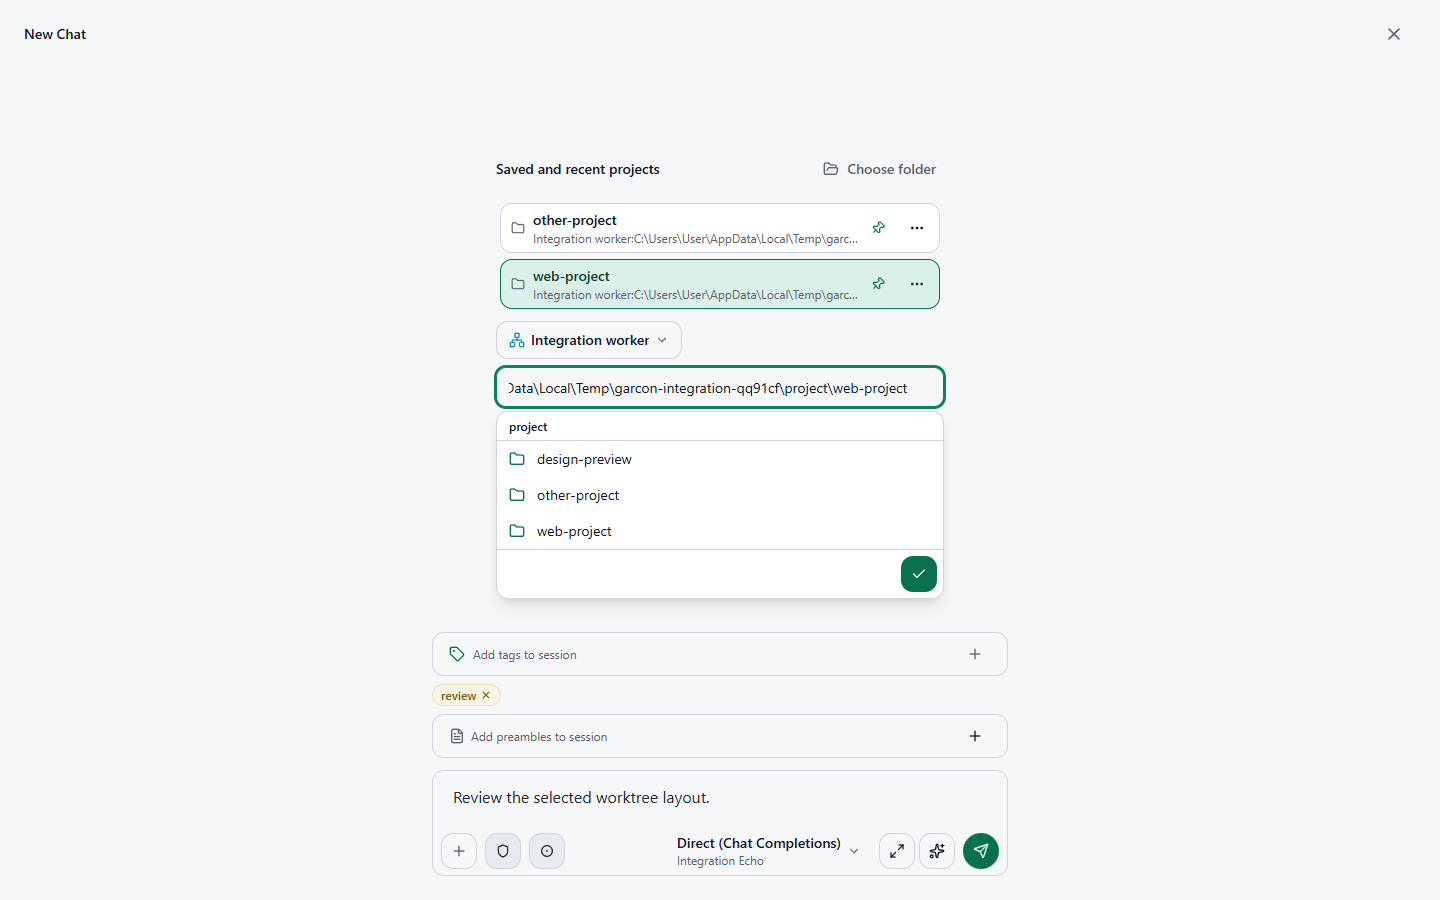 New Chat
Saved and recent projects
Choose folder
other-project
Integration worker:C:\Users\User\AppData\Local\Temp\garc...
web-project
Integration worker:C:\Users\User\AppData\Local\Temp\garc...
Integration worker
Data\Local\Temp\garcon-integration-qq91cf\project\web-project
project
design-preview
other-project
web-project
Add tags to session
review
Add preambles to session
Review the selected worktree layout.
Direct (Chat Completions)
Integration Echo